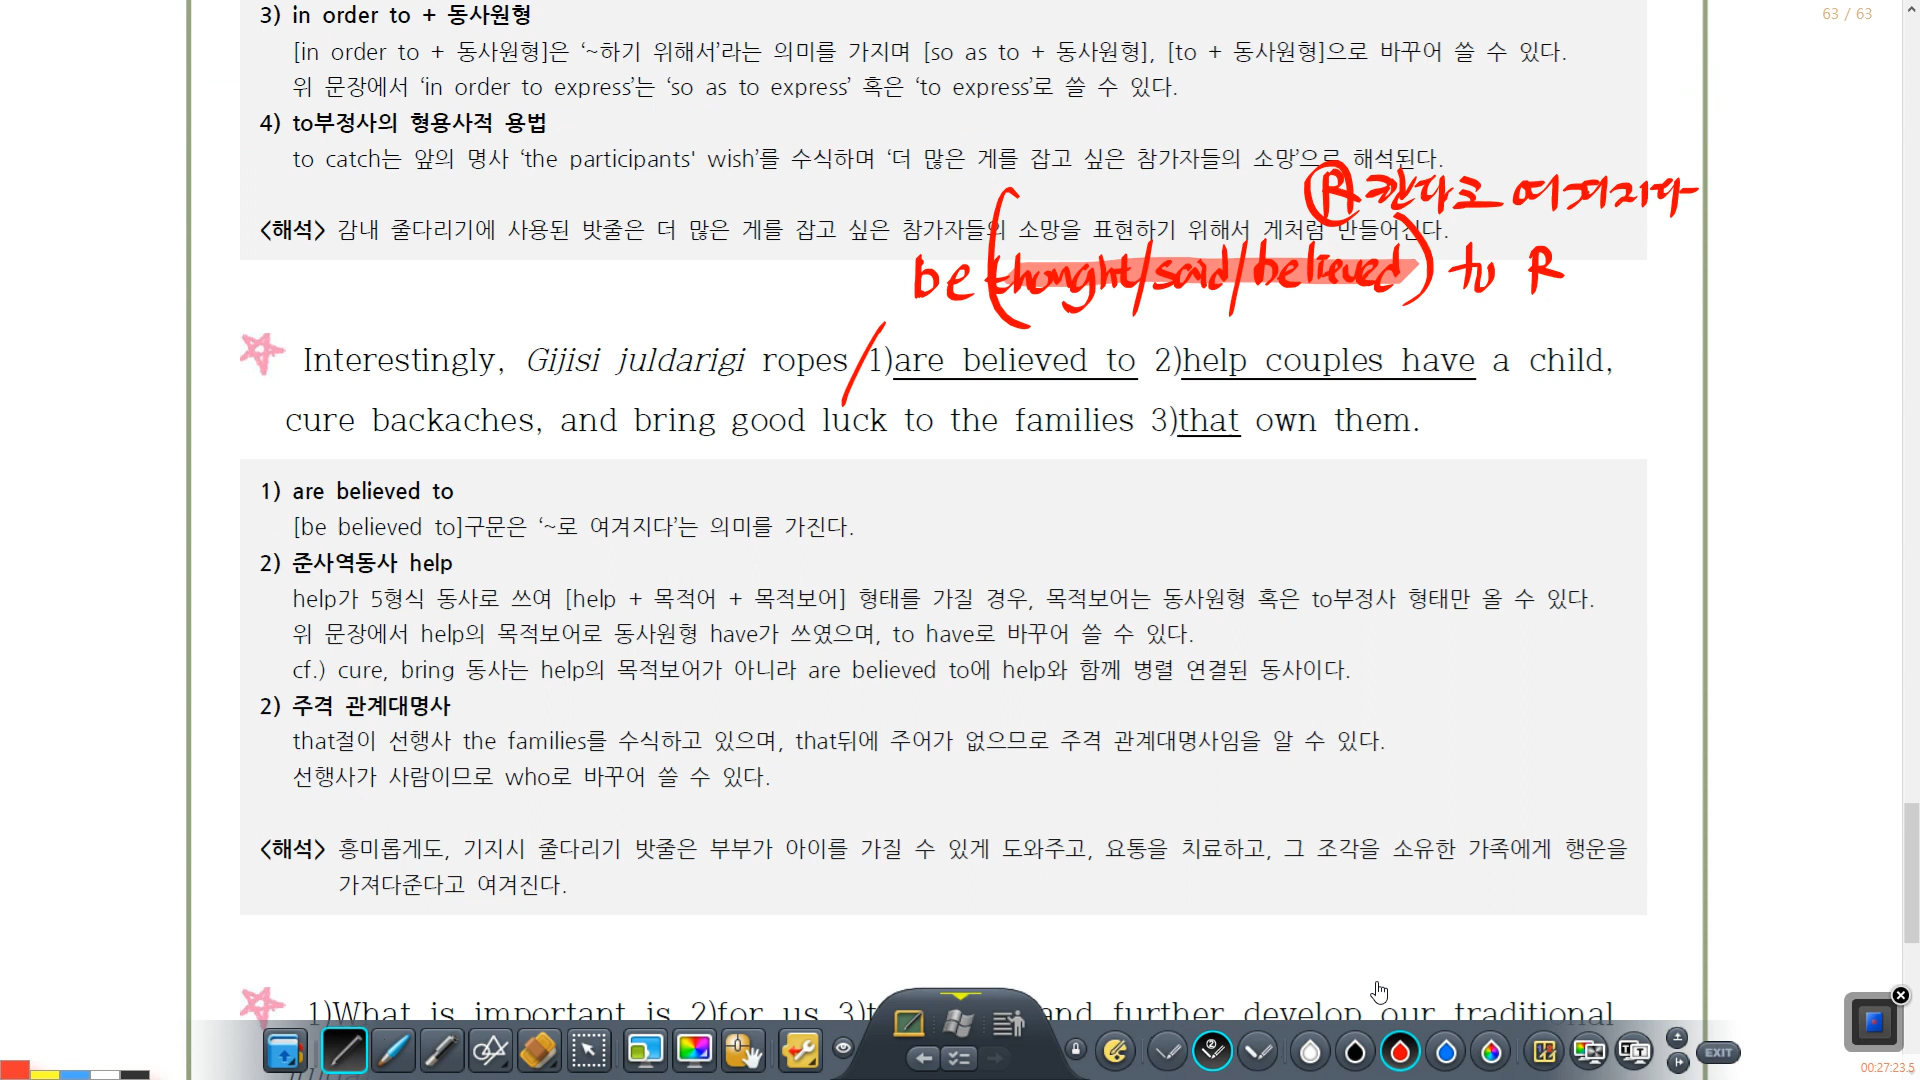 63 / 63
3) in order to + 동사원형
[in order to + 동사원형]은 ‘~하기 위해서’라는 의미를 가지며 [so as to + 동사원형], [to + 동사원형]으로 바꾸어 쓸 수 있다.
위 문장에서 ‘in order to express’는 ‘so as to express’ 혹은 ‘to express’로 쓸 수 있다.
4) to부정사의 형용사적 용법
to catch는 앞의 명사 ‘the participants' wish’를 수식하며 ‘더 많은 게를 잡고 싶은 참가자들의 소망’으로 해석된다.
R 한다고 여겨지다
<해석> 감내 줄다리기에 사용된 밧줄은 더 많은 게를 잡고 싶은 참가자들의 소망을 표현하기 위해서 게처럼 만들어진다.
be (thought/said/believed) to R
Interestingly, Gijisi juldarigi ropes 1)are believed to 2)help couples have a child,
cure backaches, and bring good luck to the families 3)that own them.
1) are believed to
[be believed to]구문은 ‘~로 여겨지다’는 의미를 가진다.
2) 준사역동사 help
help가 5형식 동사로 쓰여 [help + 목적어 + 목적보어] 형태를 가질 경우, 목적보어는 동사원형 혹은 to부정사 형태만 올 수 있다.
위 문장에서 help의 목적보어로 동사원형 have가 쓰였으며, to have로 바꾸어 쓸 수 있다.
cf.) cure, bring 동사는 help의 목적보어가 아니라 are believed to에 help와 함께 병렬 연결된 동사이다.
2) 주격 관계대명사
that절이 선행사 the families를 수식하고 있으며, that뒤에 주어가 없으므로 주격 관계대명사임을 알 수 있다.
선행사가 사람이므로 who로 바꾸어 쓸 수 있다.
<해석> 흥미롭게도, 기지시 줄다리기 밧줄은 부부가 아이를 가질 수 있게 도와주고, 요통을 치료하고, 그 조각을 소유한 가족에게 행운을
가져다준다고 여겨진다.
1)What is important is 2)for us 3)t and further develop our traditional
EXIT
00:27:23.5